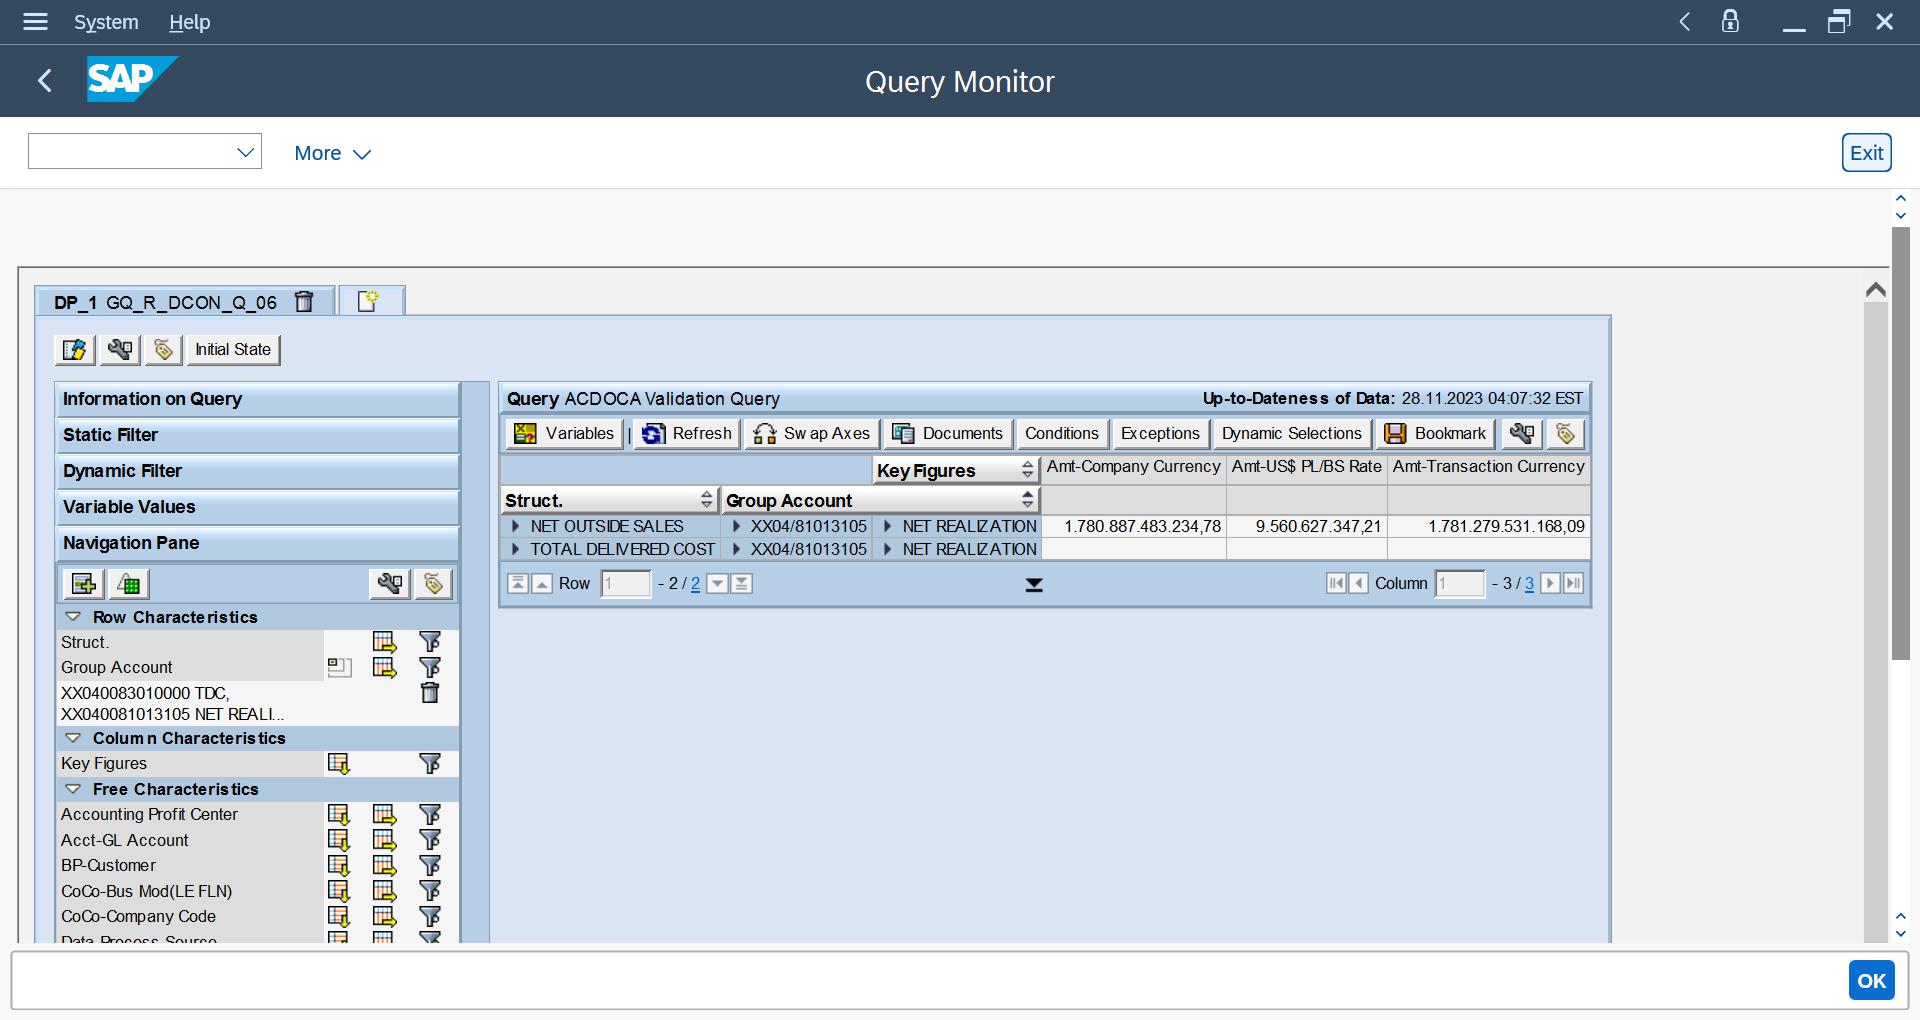 System Help
SAP
Query Monitor
More
Exit
DP_1 GQ_R_DCON_Q_06
Initial State
Information on Query
Static Filter
Dynamic Filter
Variable Values
Navigation Pane
Row Characteristics
Struct.
Group Account
XX040083010000 TDC,
XX040081013105 NET REALI...
Column Characteristics
Key Figures
Free Characteristics
Accounting Profit Center
Acct-GL Account
BP-Customer
CoCo-Bus Mod(LE FLN)
CoCo-Company Code
Data Process Source
Query ACDOCA Validation Query Up-to-Dateness of Data: 28.11.2023 04:07:32 EST
Variables | Refresh Swap Axes Documents Conditions Exceptions Dynamic Selections Bookmark
Key Figures Amt-Company Currency Amt-US$ PL/BS Rate Amt-Transaction Currency
Struct. Group Account
NET OUTSIDE SALES XX04/81013105 NET REALIZATION 1.780.887.483.234,78 9.560.627.347,21 1.781.279.531.168,09
TOTAL DELIVERED COST XX04/81013105 NET REALIZATION
Row 1 - 2 / 2 Column 1 - 3 / 3
OK